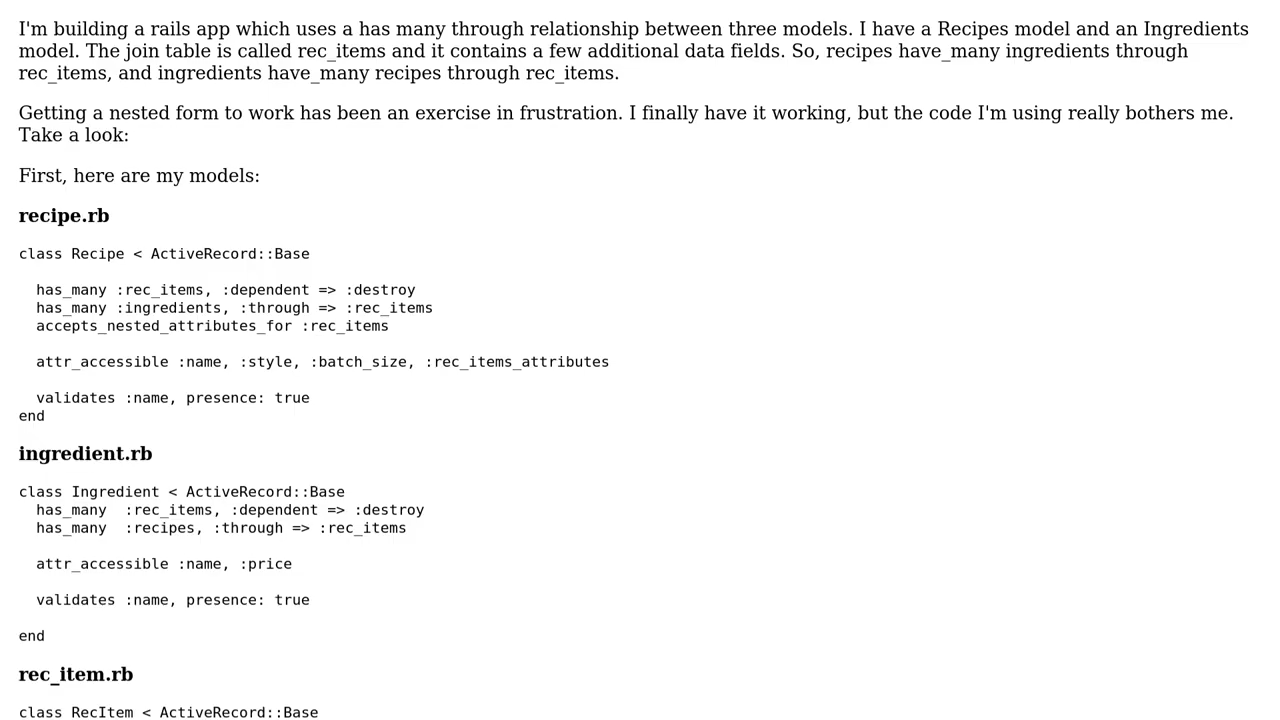 I'm building a rails app which uses a has many through relationship between three models. I have a Recipes model and an Ingredients
model. The join table is called rec_items and it contains a few additional data fields. So, recipes have_many ingredients through
rec_items, and ingredients have_many recipes through rec_items.
Getting a nested form to work has been an exercise in frustration. I finally have it working, but the code I'm using really bothers me.
Take a look:
First, here are my models:
recipe.rb
class Recipe < ActiveRecord::Base
  has_many :rec_items, :dependent => :destroy
  has_many :ingredients, :through => :rec_items
  accepts_nested_attributes_for :rec_items
  attr_accessible :name, :style, :batch_size, :rec_items_attributes
  validates :name, presence: true
end
ingredient.rb
class Ingredient < ActiveRecord::Base
  has_many  :rec_items, :dependent => :destroy
  has_many  :recipes, :through => :rec_items
  attr_accessible :name, :price
  validates :name, presence: true
end
rec_item.rb
class RecItem < ActiveRecord::Base